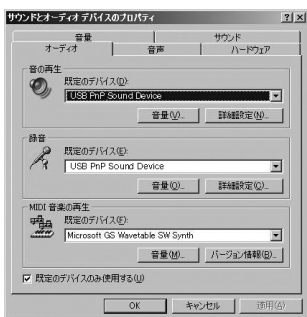 サウンドとオーディオ デバイスのプロパティ
音量 サウンド
オーディオ 音声 ハードウェア
音の再生
既定のデバイス(D):
USB PnP Sound Device
音量(V)... 詳細設定(N)...
録音
既定のデバイス(E):
USB PnP Sound Device
音量(O)... 詳細設定(C)...
MIDI 音楽の再生
既定のデバイス(F):
Microsoft GS Wavetable SW Synth
音量(M)... バージョン情報(B)...
既定のデバイスのみ使用する(U)
OK キャンセル 適用(A)